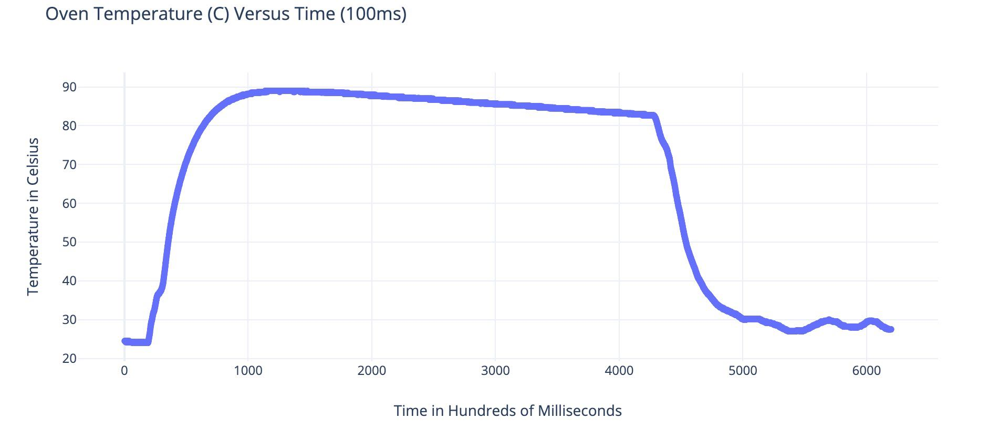 Oven Temperature (C) Versus Time (100ms)
Temperature in Celsius
90
80
70
60
50
40
30
20
0 1000 2000 3000 4000 5000 6000
Time in Hundreds of Milliseconds